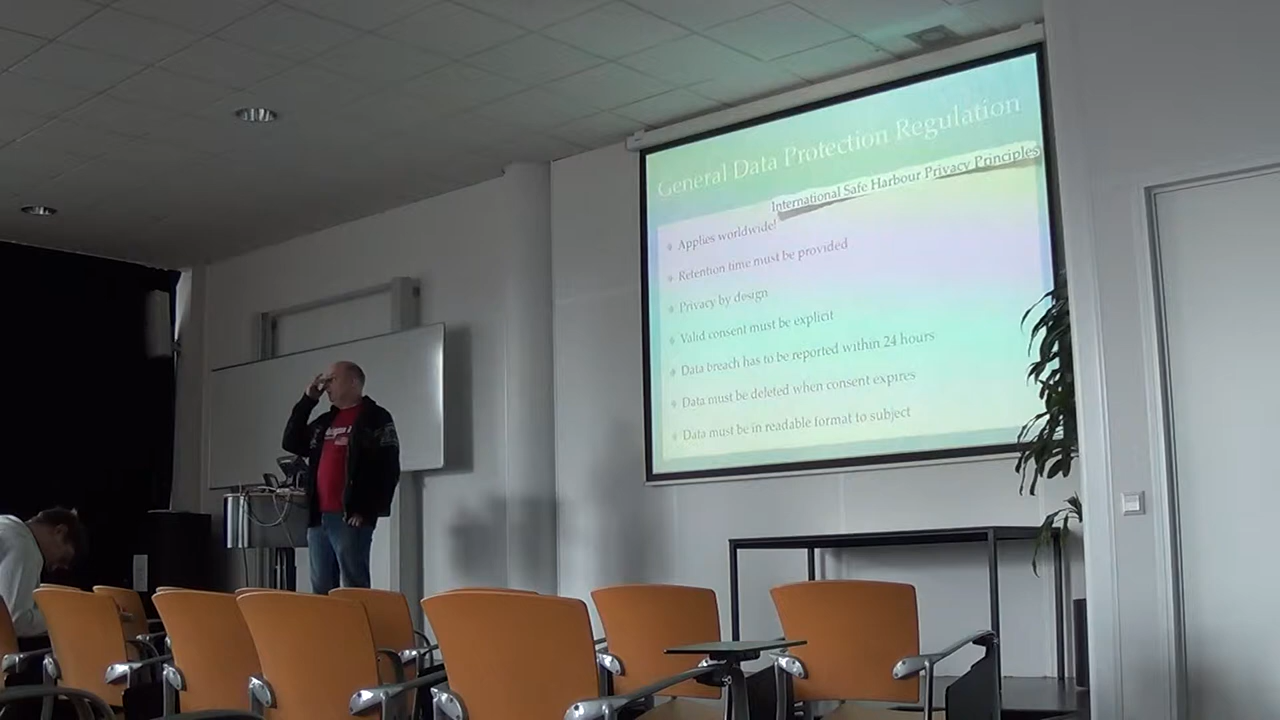 General Data Protection Regulation
International Safe Harbour Privacy Principles
Applies worldwide!
Retention time must be provided
Privacy by design
Valid consent must be explicit
Data breach has to be reported within 24 hours
Data must be deleted when consent expires
Data must be in readable format to subject